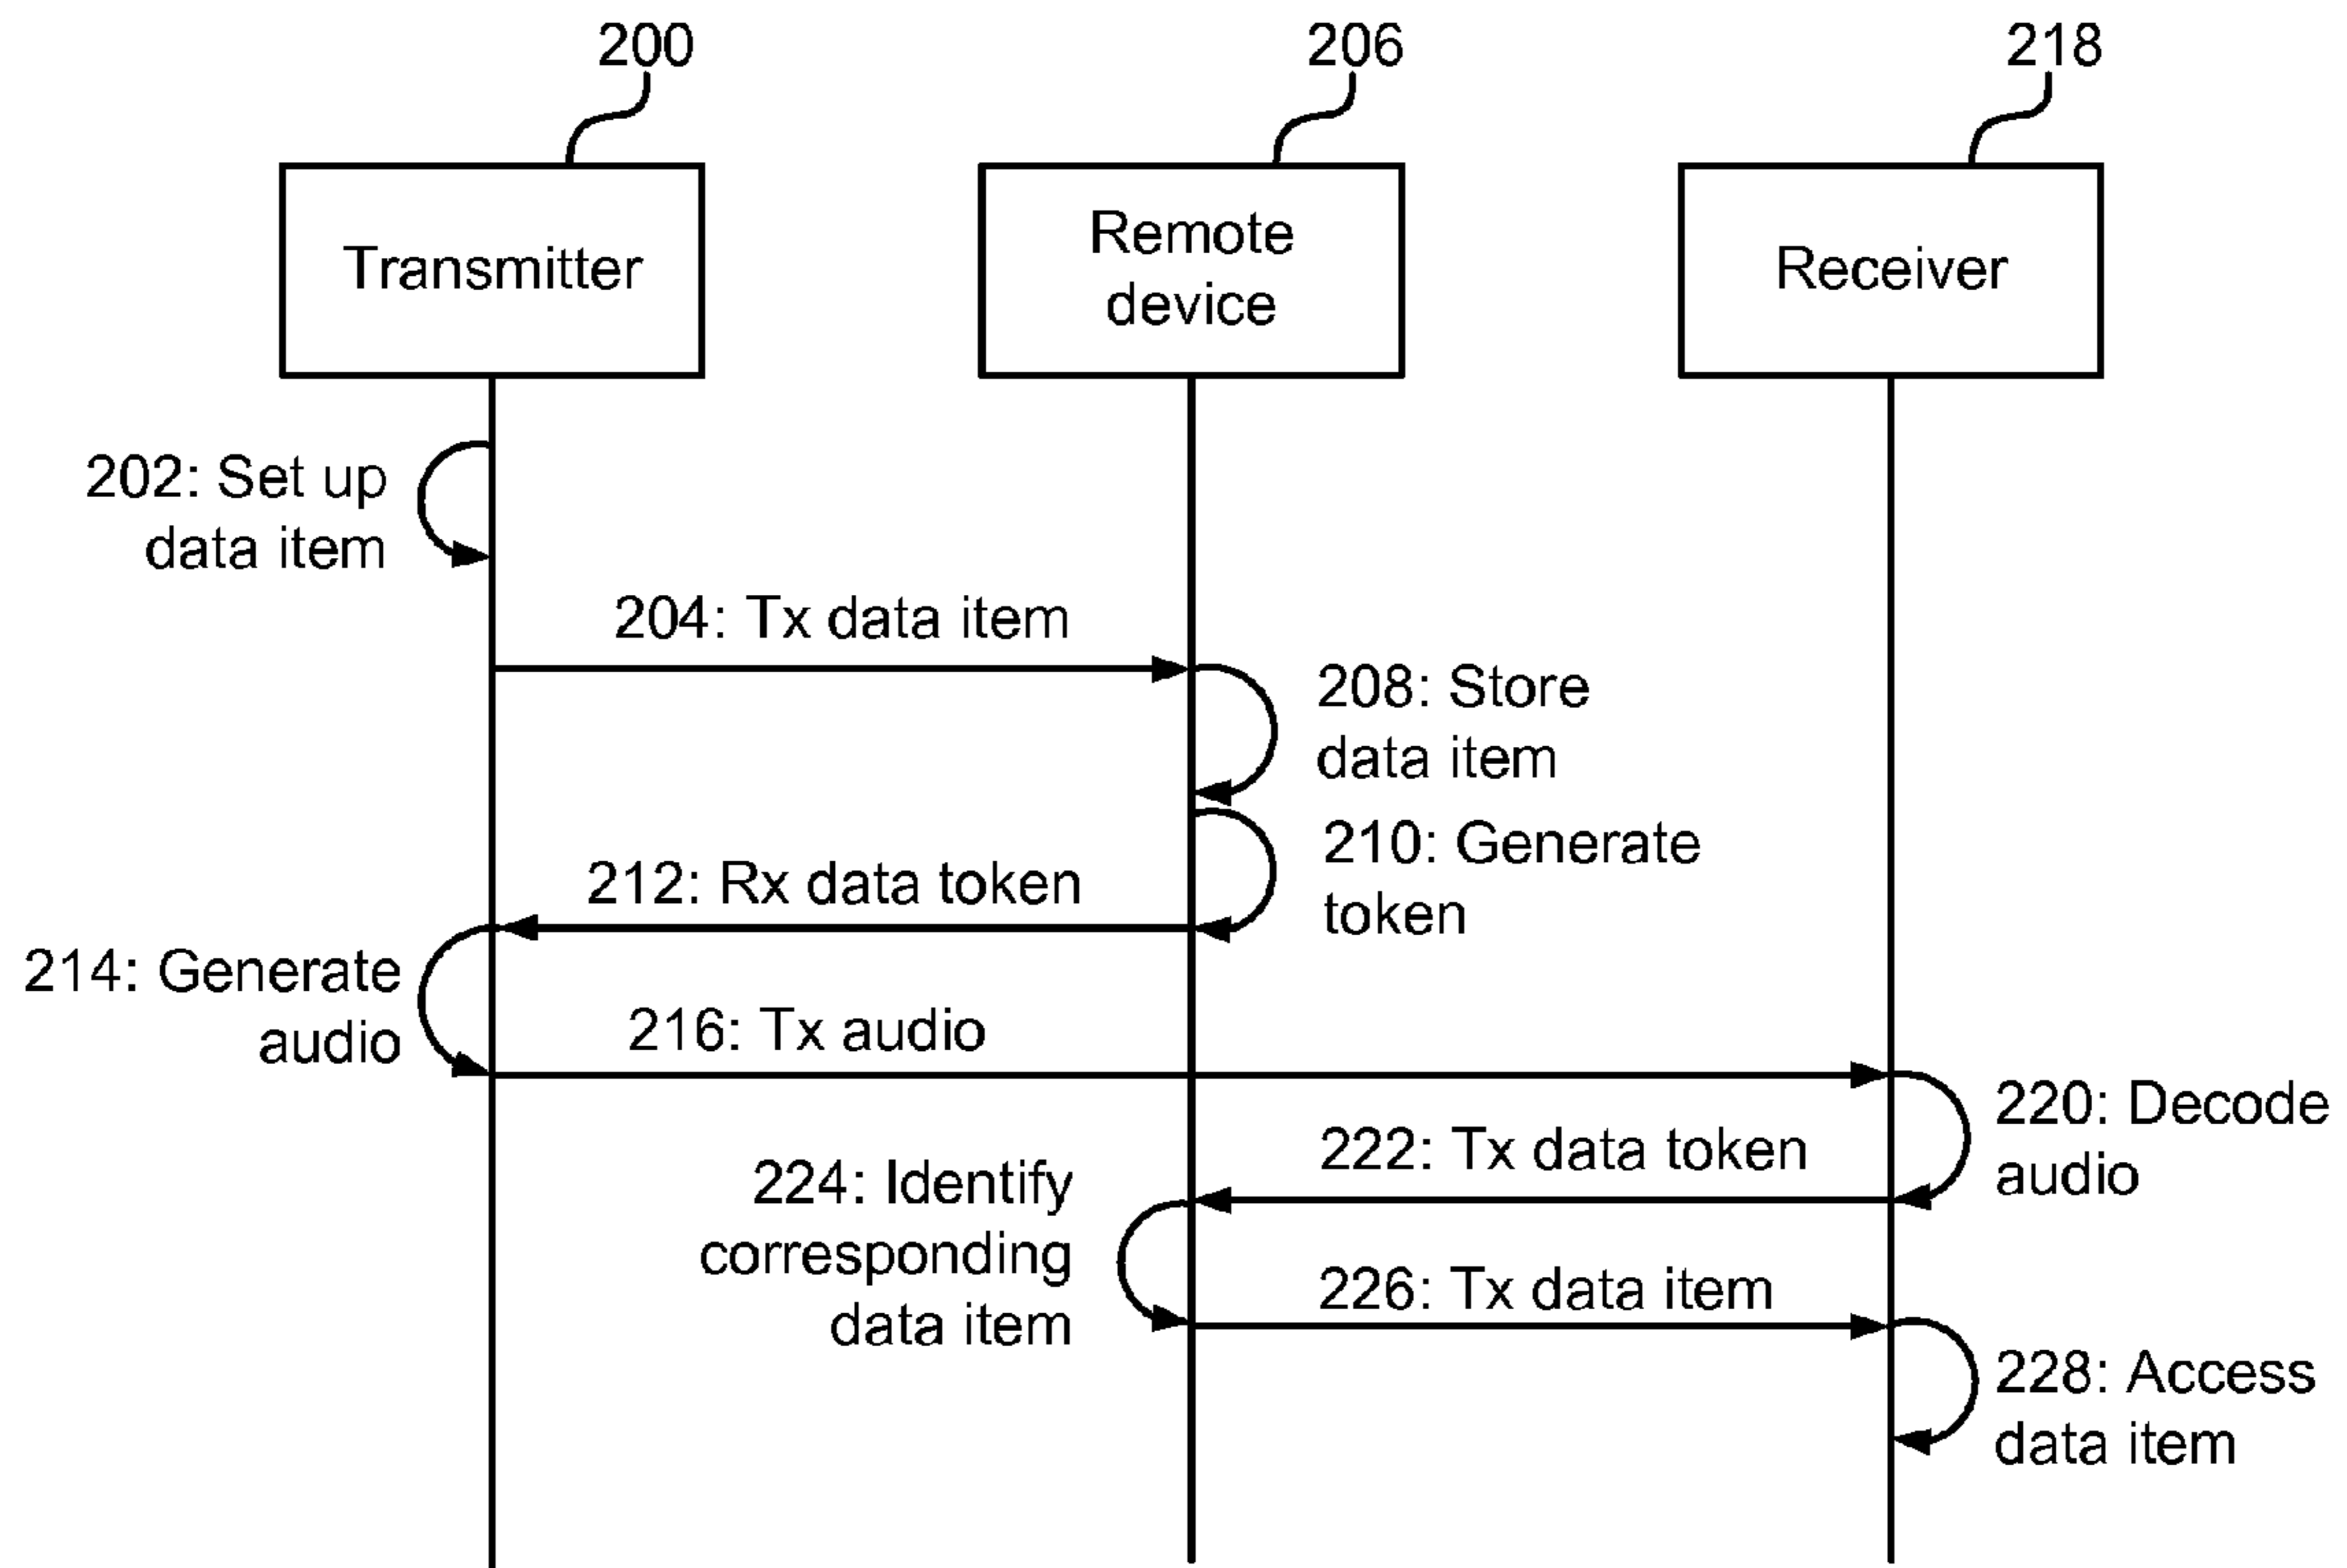 200
206
218
Transmitter
Remote
device
Receiver
202: Set up
data item
204: Tx data item
208: Store
data item
210: Generate
token
212: Rx data token
214: Generate
audio
216: Tx audio
220: Decode
audio
222: Tx data token
224: Identify
corresponding
data item
226: Tx data item
228: Access
data item